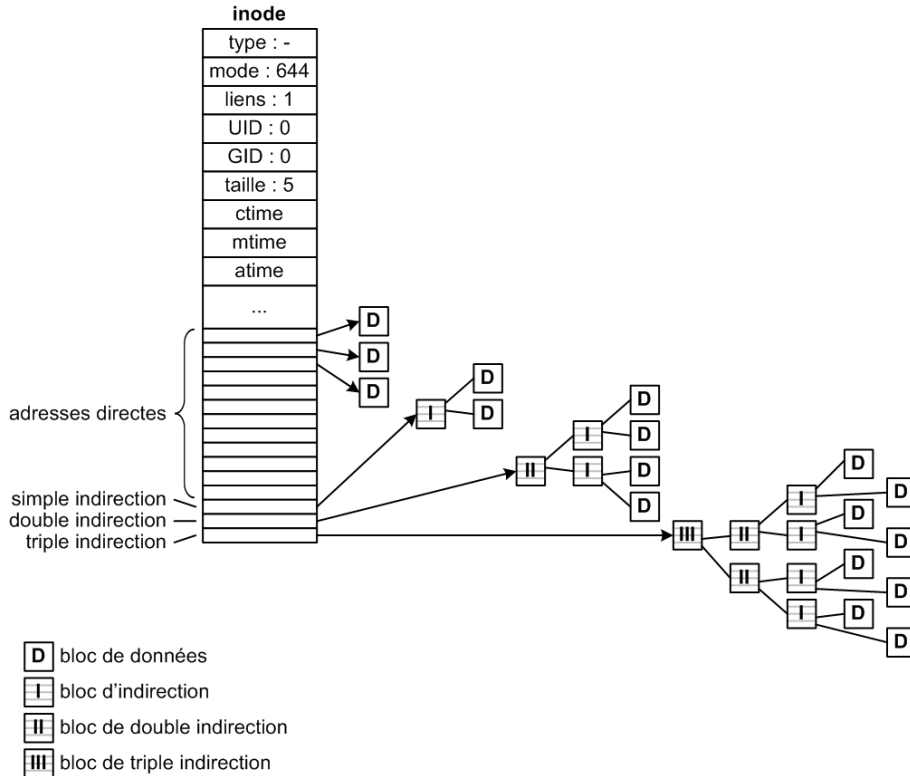 inode
type : -
mode : 644
liens : 1
UID : 0
GID : 0
taille : 5
ctime
mtime
atime
...
D
D
D
adresses directes
D
I
D
D
I
D
II
I
D
D
simple indirection
double indirection
triple indirection
D
I
D
D
III
II
I
D
D
II
I
D
I
D
D
D bloc de données
I bloc d'indirection
II bloc de double indirection
III bloc de triple indirection